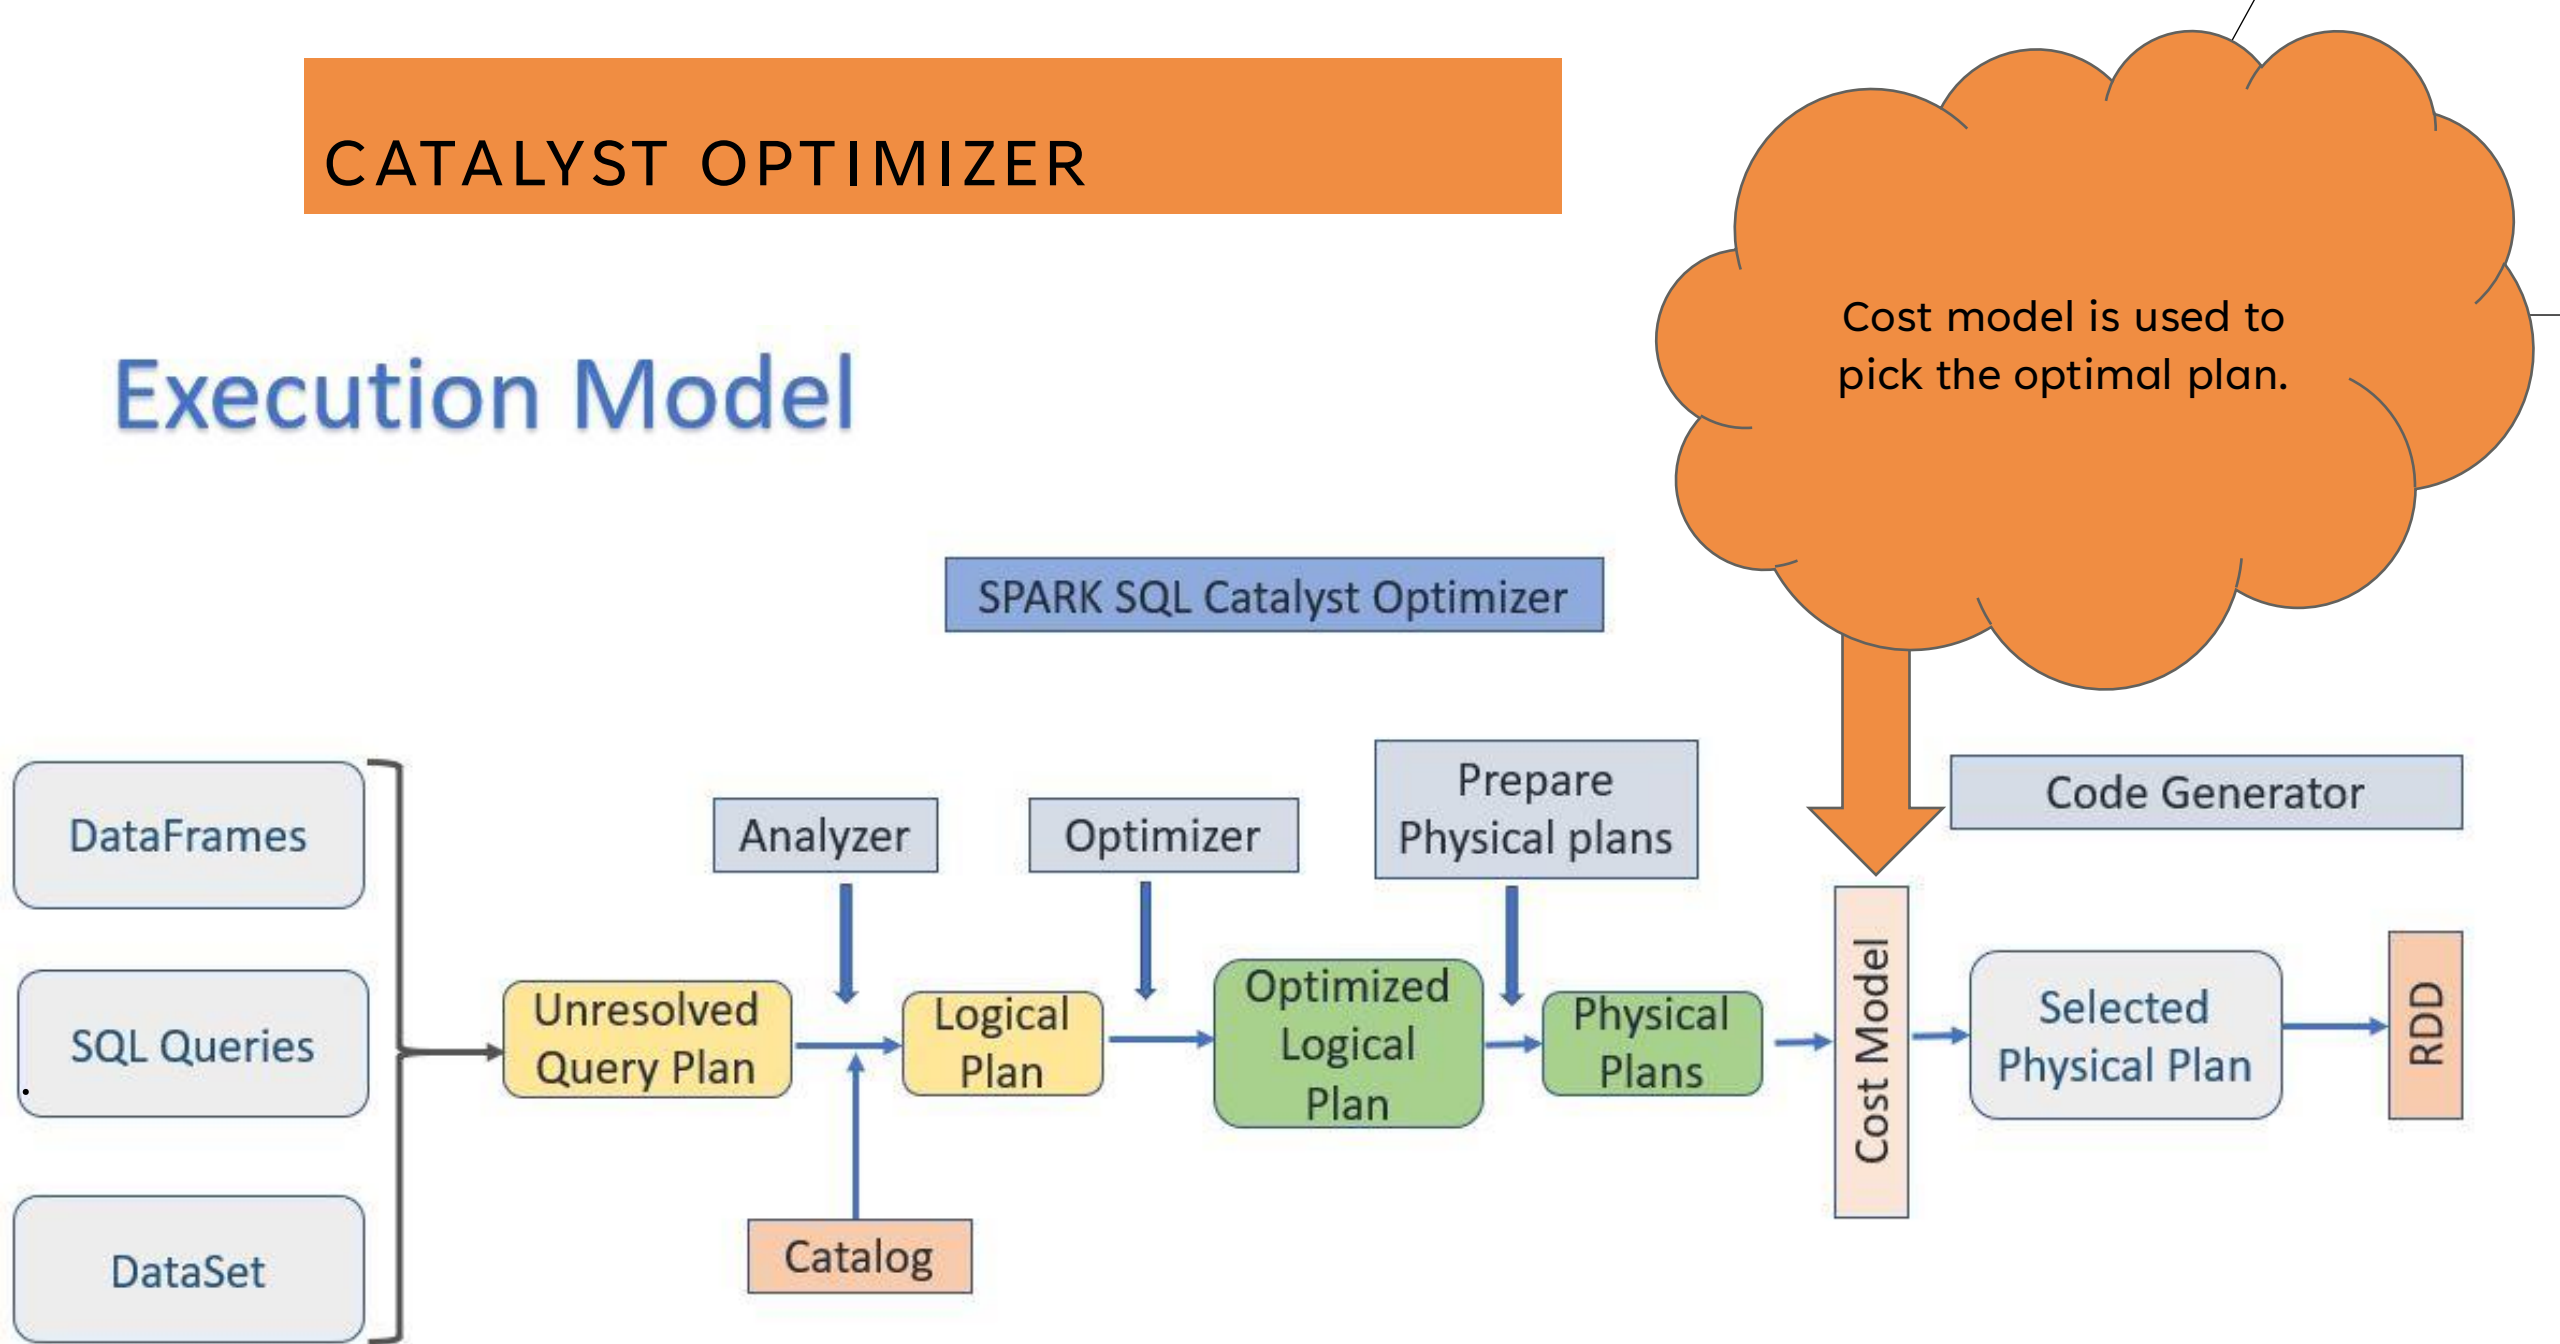 CATALYST OPTIMIZER
Cost model is used to
pick the optimal plan.
Execution Model
SPARK SQL Catalyst Optimizer
Prepare
Physical plans
Code Generator
DataFrames
Analyzer
Optimizer
Unresolved
Query Plan
Logical
Plan
Optimized
Logical
Plan
Physical
Plans
Cost Model
Selected
Physical Plan
RDD
SQL Queries
.
Catalog
DataSet